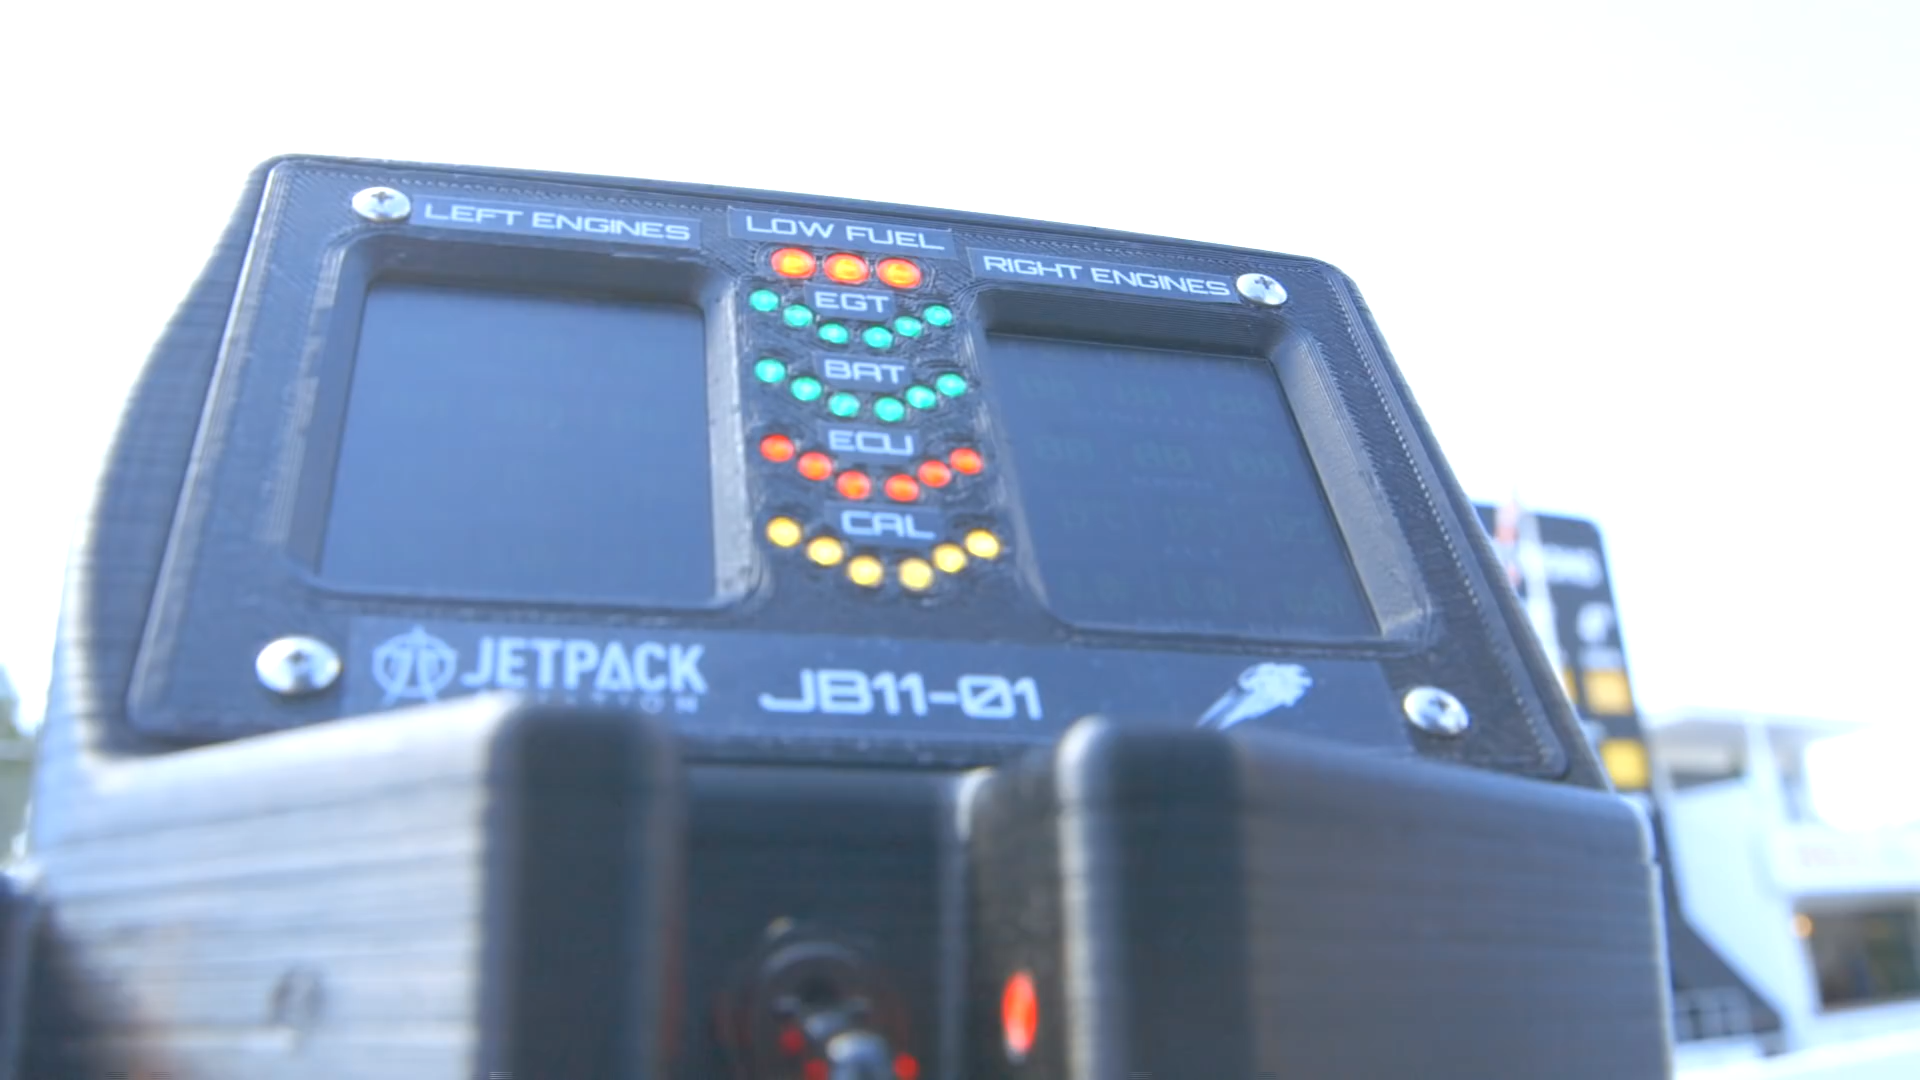 LEFT ENGINES
LOW FUEL
RIGHT ENGINES
EGT
BAT
ECU
CAL
JETPACK
JB11-01